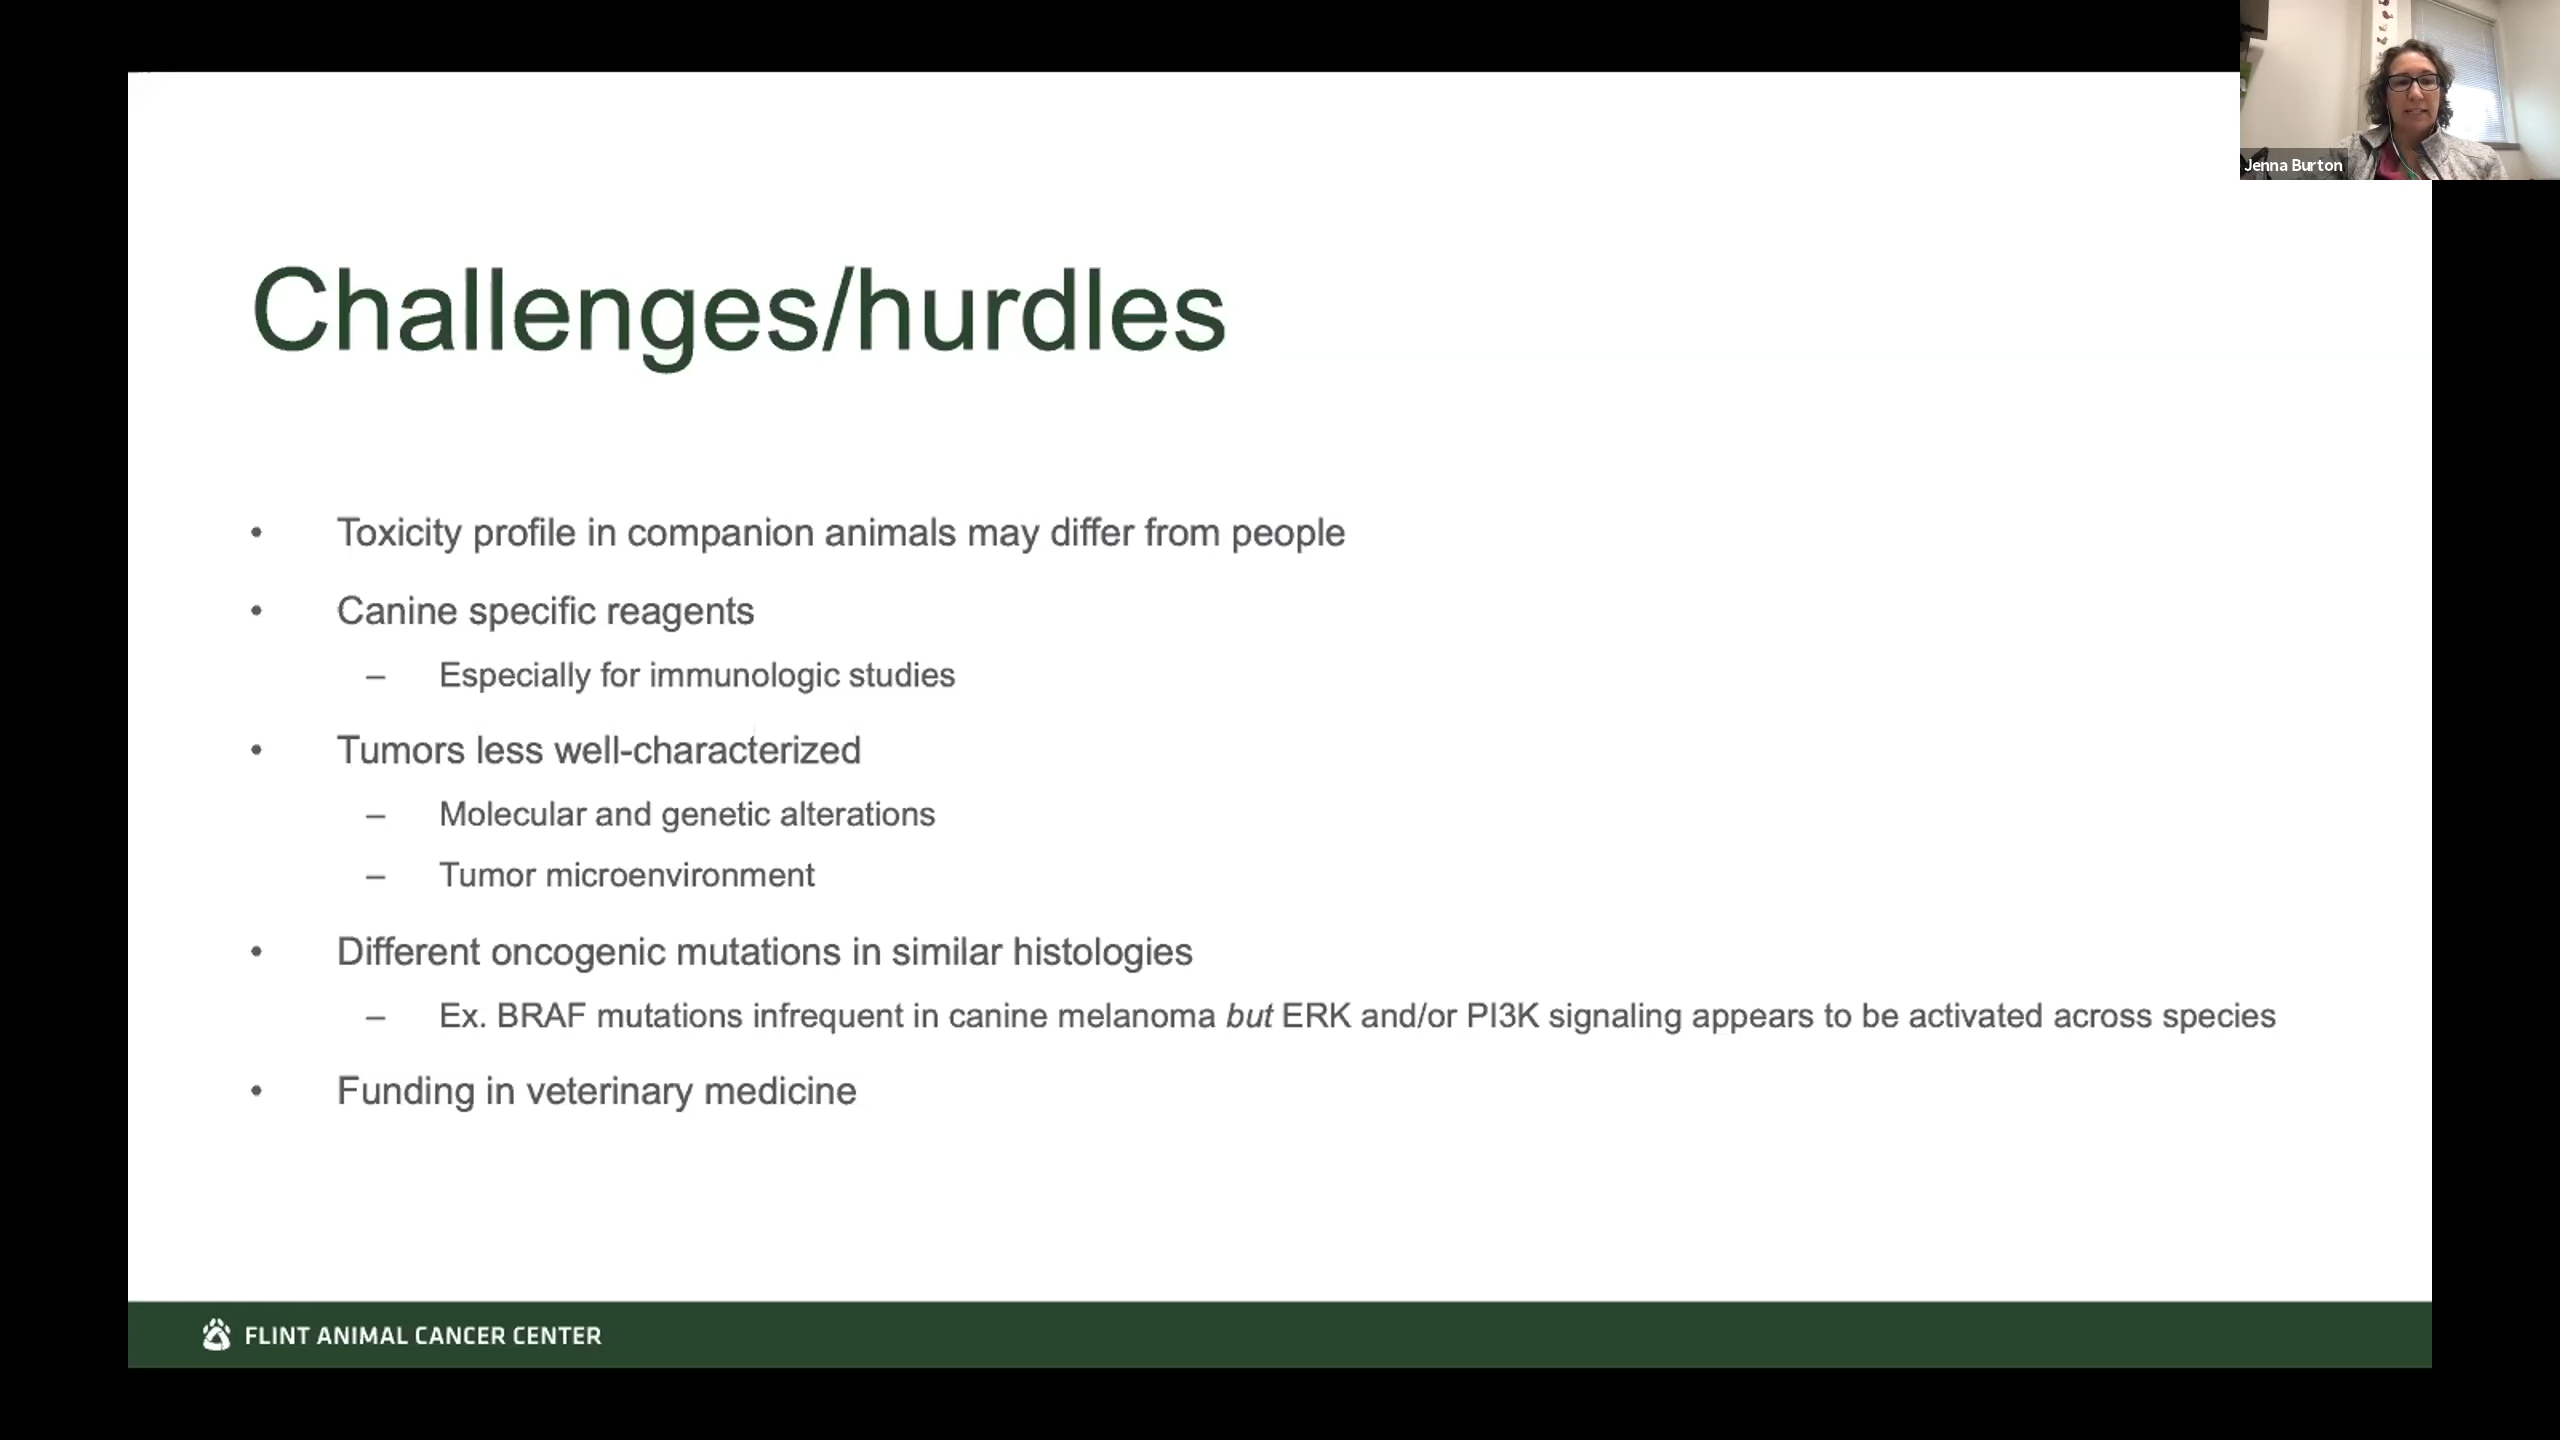 Jenna Burton
Challenges/hurdles
• Toxicity profile in companion animals may differ from people
• Canine specific reagents
– Especially for immunologic studies
• Tumors less well-characterized
– Molecular and genetic alterations
– Tumor microenvironment
• Different oncogenic mutations in similar histologies
– Ex. BRAF mutations infrequent in canine melanoma but ERK and/or PI3K signaling appears to be activated across species
• Funding in veterinary medicine
FLINT ANIMAL CANCER CENTER